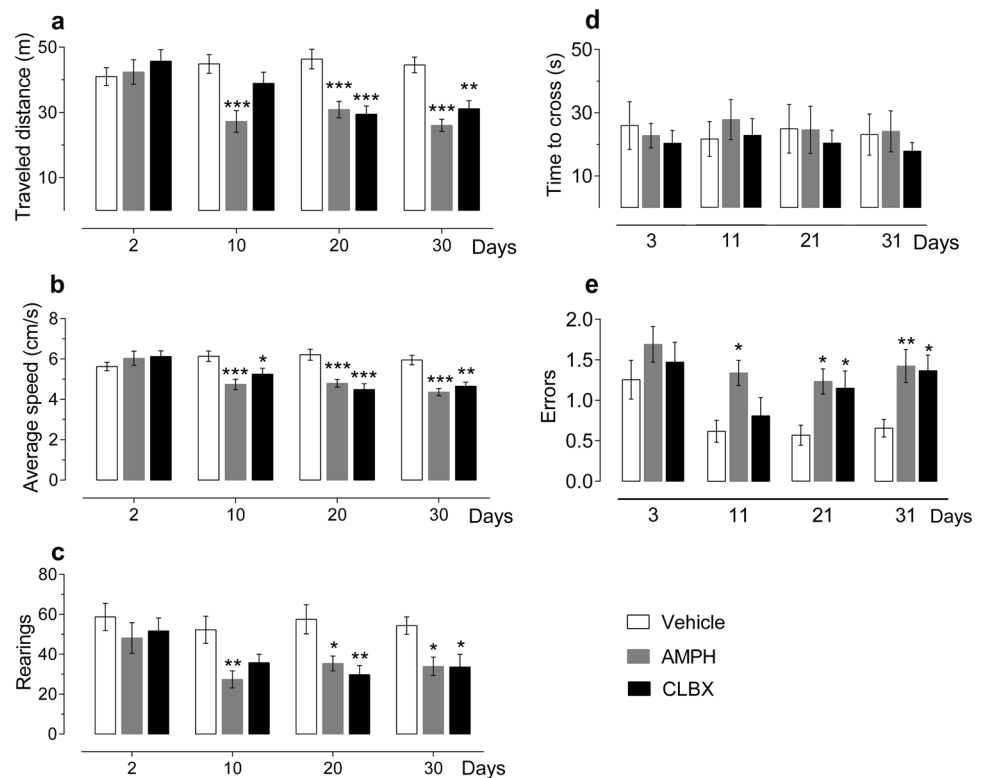 a
Traveled distance (m)
50
30
10
*** *** *** *** **
2 10 20 30 Days
b
Average speed (cm/s)
8
6
4
2
0
*** * *** *** *** **
2 10 20 30 Days
c
Rearings
80
60
40
20
0
** * ** * *
2 10 20 30 Days
d
Time to cross (s)
50
30
10
3 11 21 31 Days
e
Errors
2.0
1.5
1.0
0.5
0.0
* * * ** *
3 11 21 31 Days
Vehicle
AMPH
CLBX